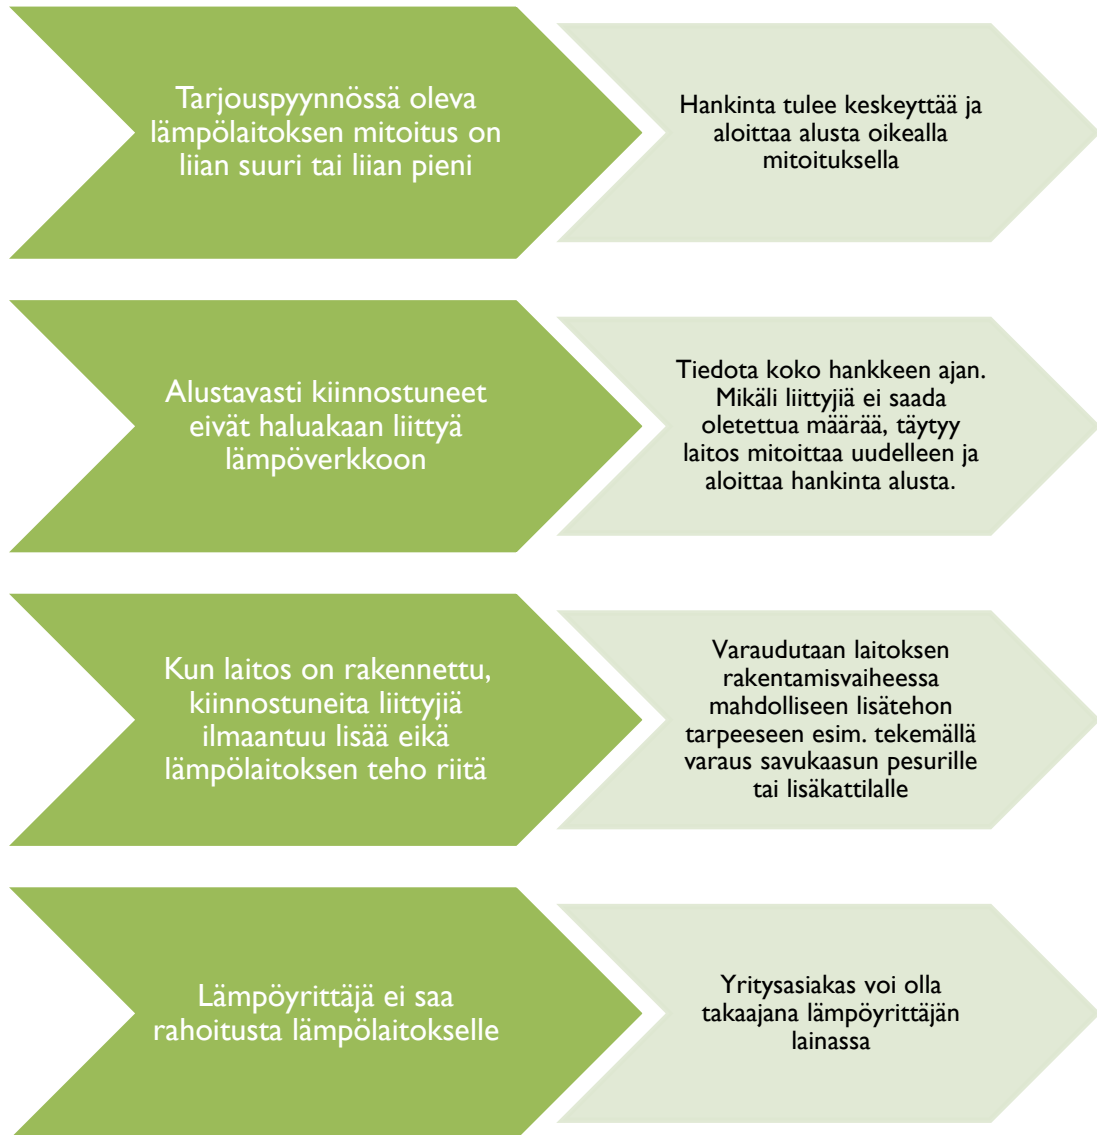 Tarjouspyynnössä oleva
lämpölaitoksen mitoitus on
liian suuri tai liian pieni
Hankinta tulee keskeyttää ja
aloittaa alusta oikealla
mitoituksella
Alustavasti kiinnostuneet
eivät haluakaan liittyä
lämpöverkkoon
Tiedota koko hankkeen ajan.
Mikäli liittyjiä ei saada
oletettua määrää, täytyy
laitos mitoittaa uudelleen ja
aloittaa hankinta alusta.
Kun laitos on rakennettu,
kiinnostuneita liittyjiä
ilmaantuu lisää eikä
lämpölaitoksen teho riitä
Varaudutaan laitoksen
rakentamisvaiheessa
mahdolliseen lisätehon
tarpeeseen esim. tekemällä
varaus savukaasun pesurille
tai lisäkattilalle
Lämpöyrittäjä ei saa
rahoitusta lämpölaitokselle
Yritysasiakas voi olla
takaajana lämpöyrittäjän
lainassa